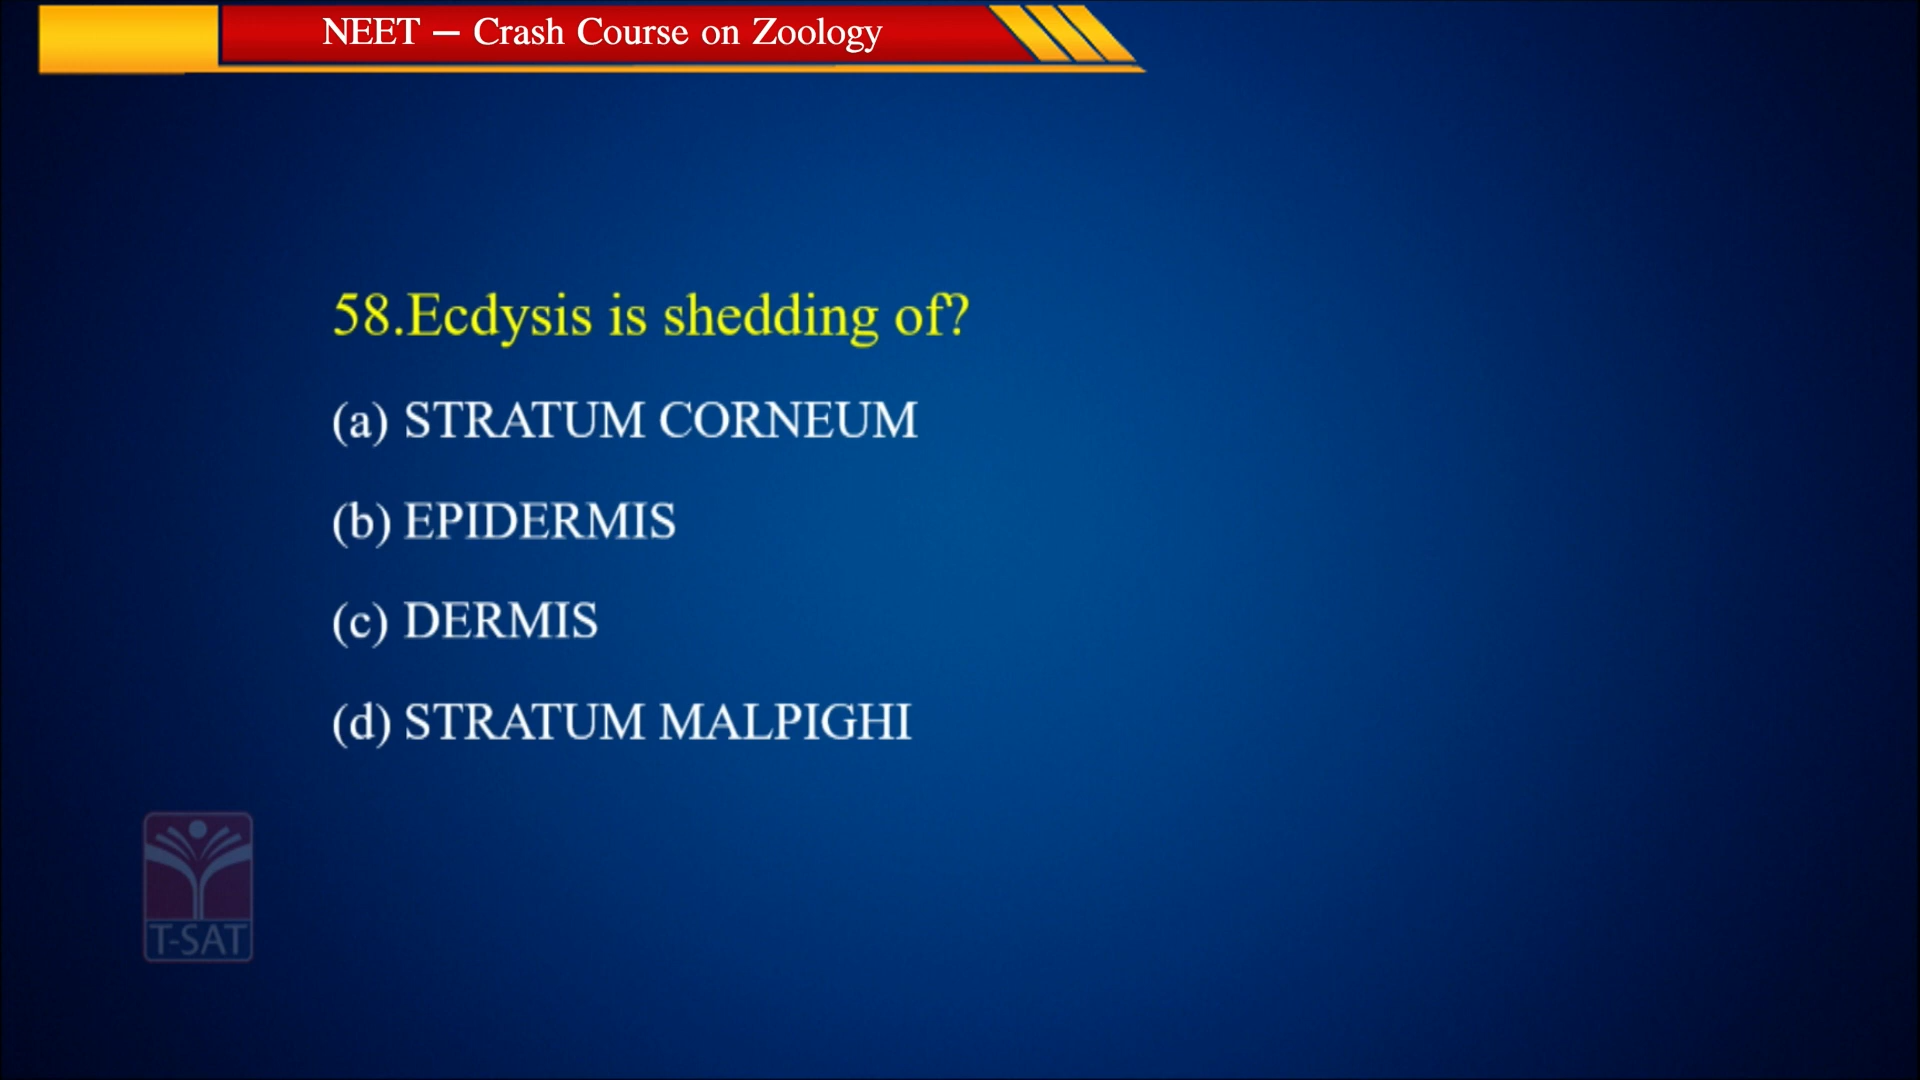 NEET – Crash Course on Zoology
58.Ecdysis is shedding of?
(a) STRATUM CORNEUM
(b) EPIDERMIS
(c) DERMIS
(d) STRATUM MALPIGHI
T-SAT